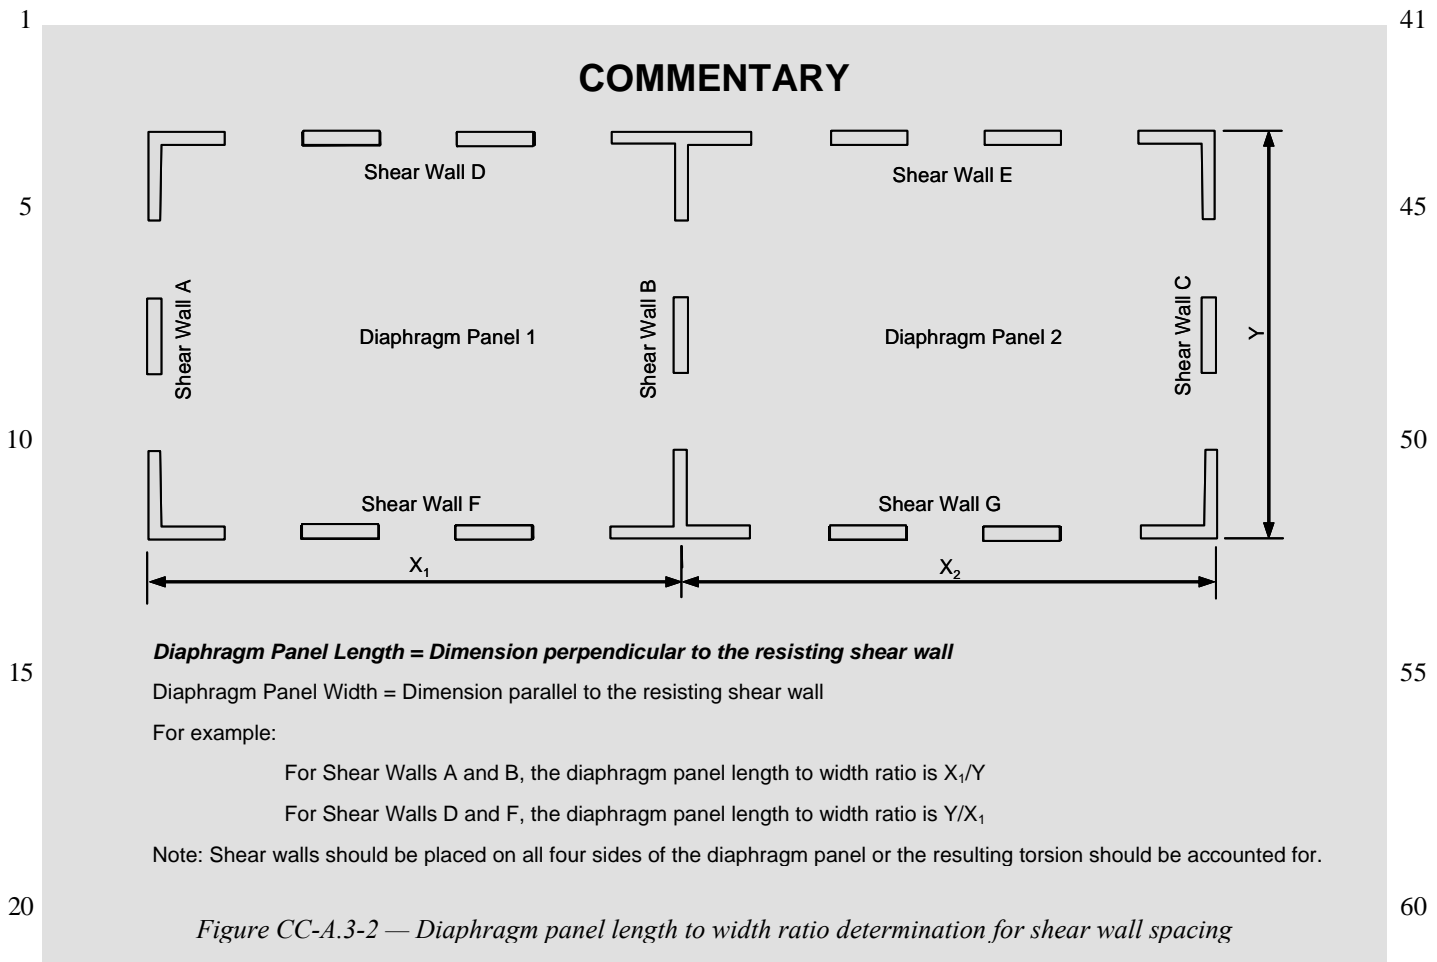 1
41
COMMENTARY
Shear Wall D
Shear Wall E
5
45
Shear Wall A
Shear Wall B
Shear Wall C
Diaphragm Panel 1
Diaphragm Panel 2
Y
10
50
Shear Wall F
Shear Wall G
X₁
X₂
Diaphragm Panel Length = Dimension perpendicular to the resisting shear wall
15
55
Diaphragm Panel Width = Dimension parallel to the resisting shear wall
For example:
For Shear Walls A and B, the diaphragm panel length to width ratio is X₁/Y
For Shear Walls D and F, the diaphragm panel length to width ratio is Y/X₁
Note: Shear walls should be placed on all four sides of the diaphragm panel or the resulting torsion should be accounted for.
20
60
Figure CC-A.3-2 — Diaphragm panel length to width ratio determination for shear wall spacing